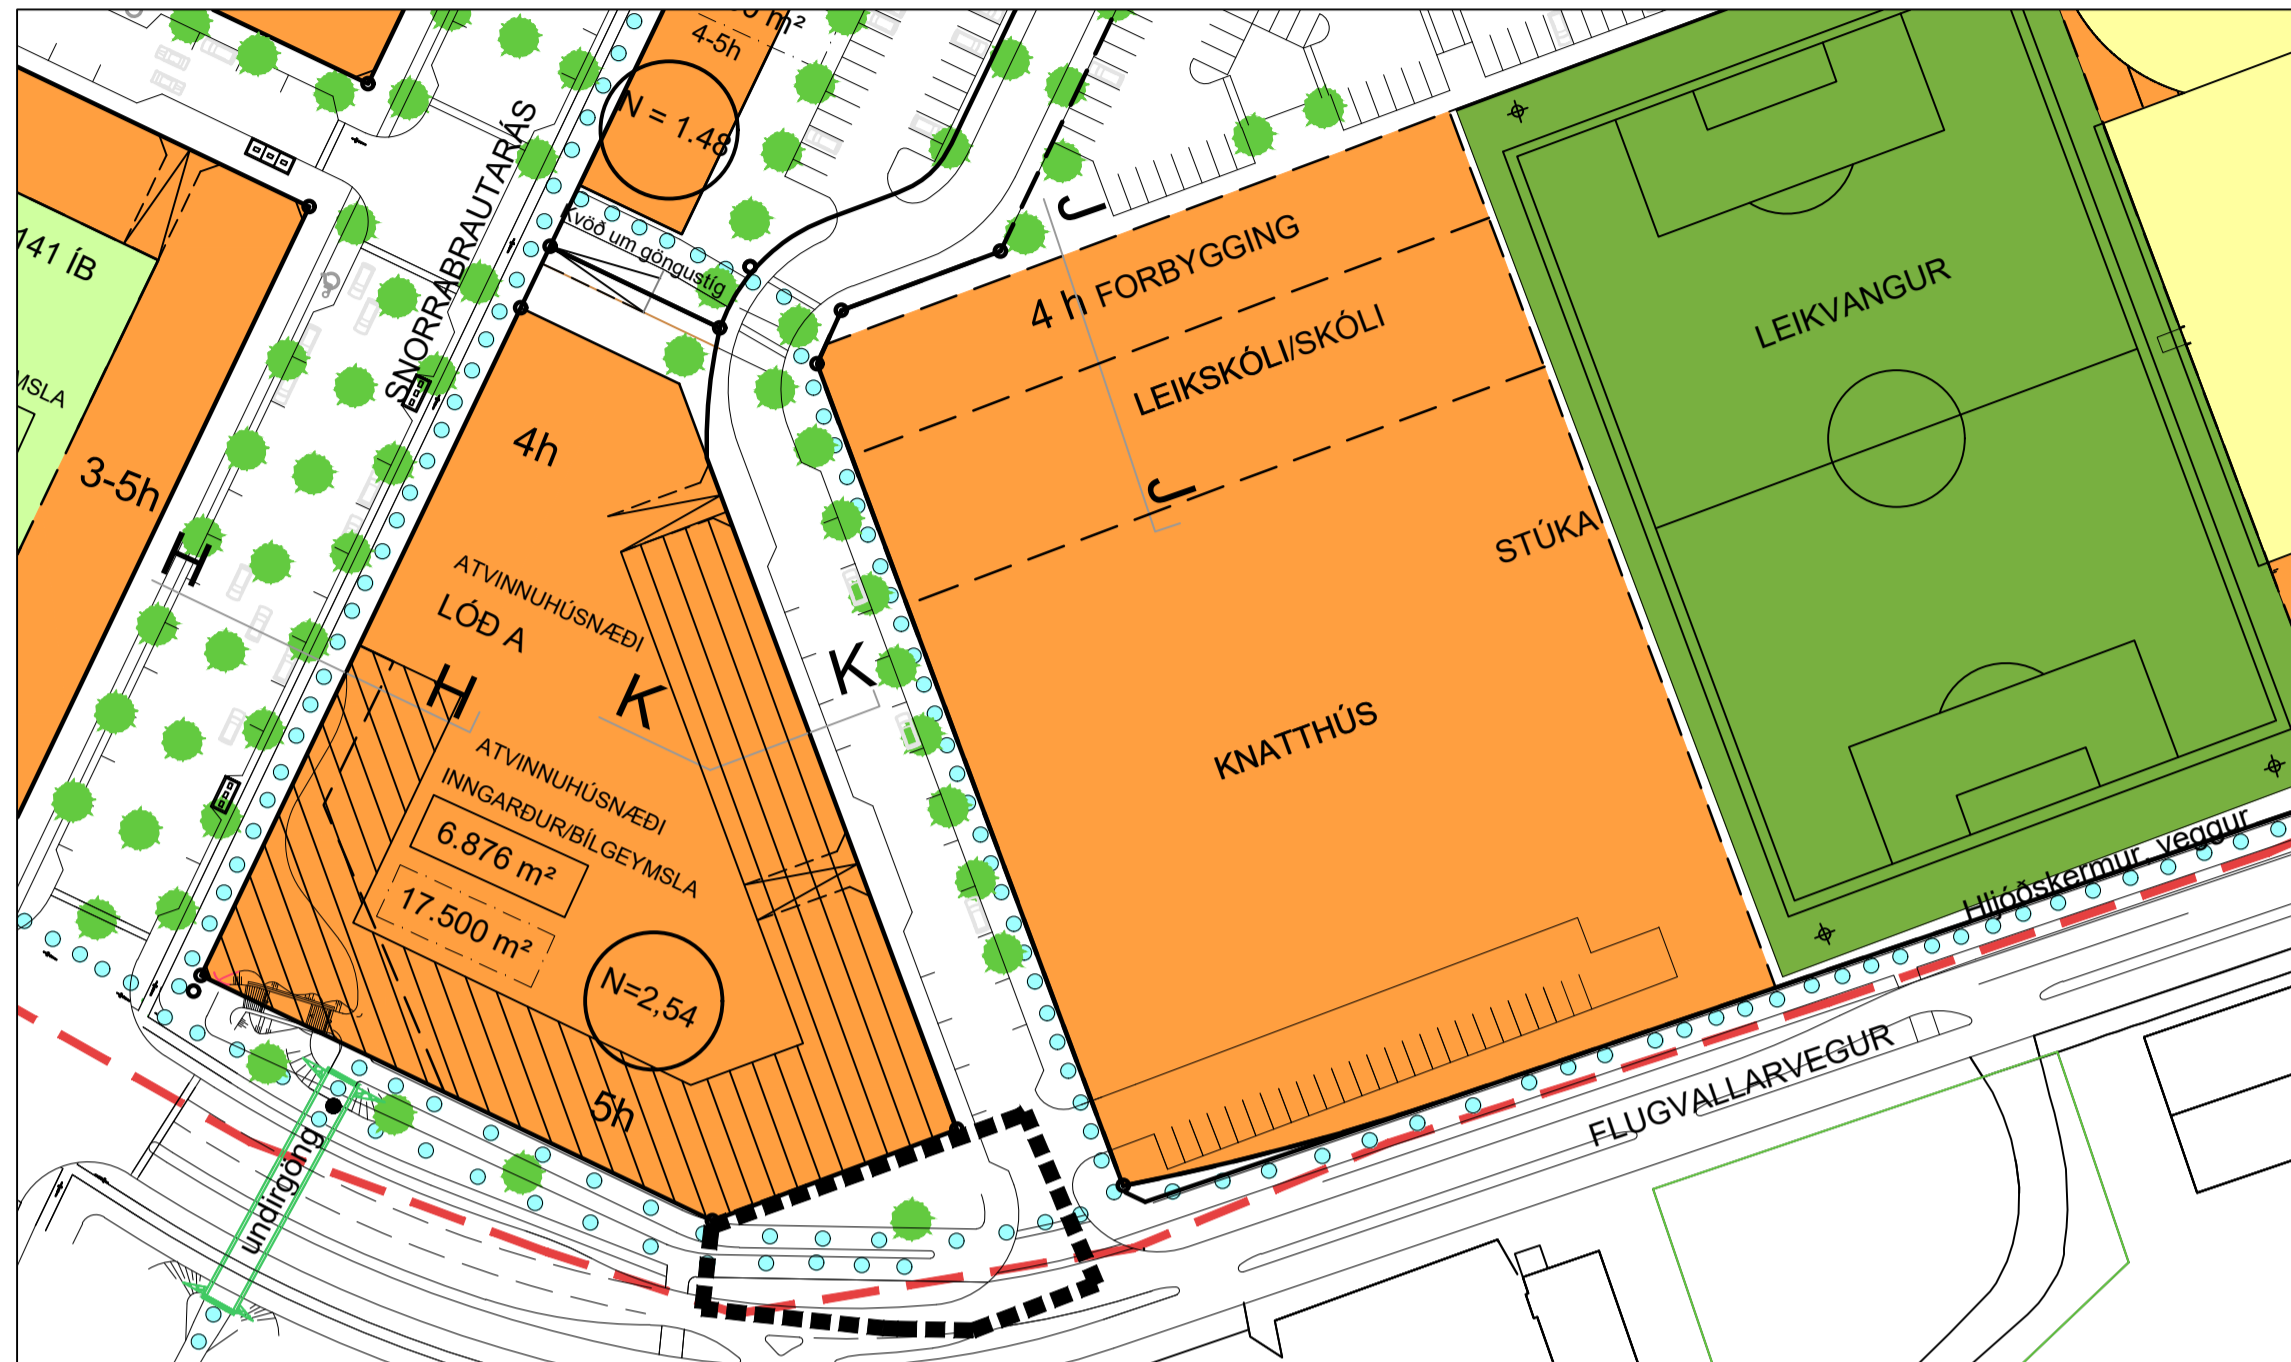 m²
4-5h
N = 1.48
SNORRABRAUTARÁS
Kvöð um göngustíg
141 ÍB
3-5h
H
4h
ATVINNUHÚSNÆÐI
LÓÐ A
H
K
K
ATVINNUHÚSNÆÐI
INNGARÐUR/BÍLGEYMSLA
6.876 m²
17.500 m²
N=2,54
5h
undirgöng
J
4 h FORBYGGING
LEIKSKÓLI/SKÓLI
J
STÚKA
KNATTHÚS
LEIKVANGUR
Hljóðskermur, veggur
FLUGVALLARVEGUR